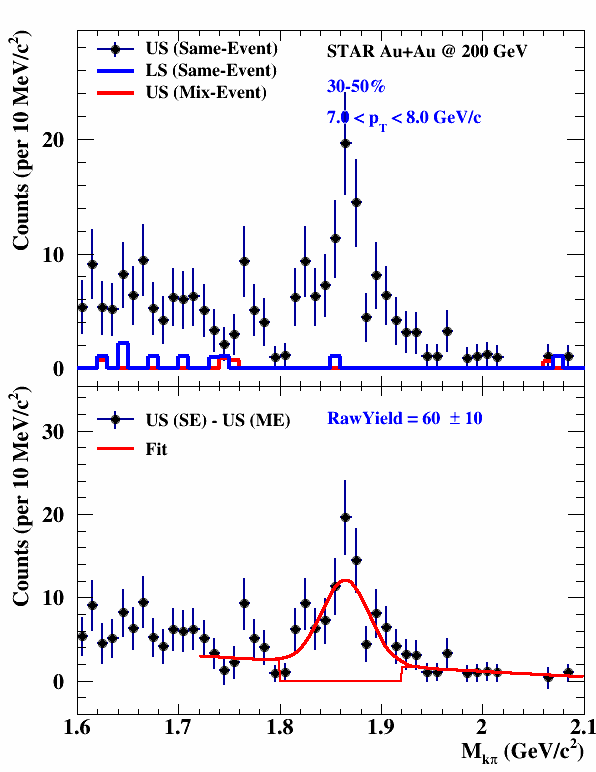 US (Same-Event)
LS (Same-Event)
US (Mix-Event)
STAR Au+Au @ 200 GeV
30-50%
7.0 < pT < 8.0 GeV/c
Counts (per 10 MeV/c²)
20
10
0
US (SE) - US (ME)
Fit
RawYield = 60 ± 10
Counts (per 10 MeV/c²)
30
20
10
0
1.6 1.7 1.8 1.9 2 2.1
Mkπ (GeV/c²)